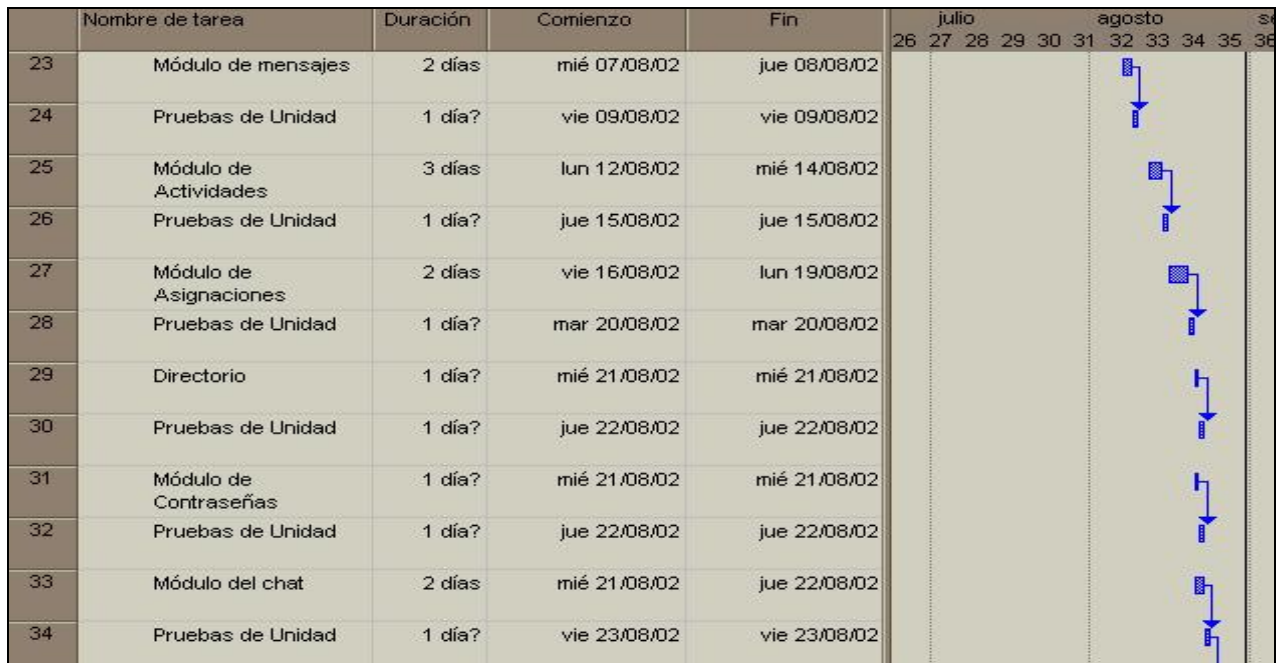 Nombre de tarea Duración Comienzo Fin julio agosto se
26 27 28 29 30 31 32 33 34 35 36
23 Módulo de mensajes 2 días mié 07/08/02 jue 08/08/02
24 Pruebas de Unidad 1 día? vie 09/08/02 vie 09/08/02
25 Módulo de 3 días lun 12/08/02 mié 14/08/02
Actividades
26 Pruebas de Unidad 1 día? jue 15/08/02 jue 15/08/02
27 Módulo de 2 días vie 16/08/02 lun 19/08/02
Asignaciones
28 Pruebas de Unidad 1 día? mar 20/08/02 mar 20/08/02
29 Directorio 1 día? mié 21/08/02 mié 21/08/02
30 Pruebas de Unidad 1 día? jue 22/08/02 jue 22/08/02
31 Módulo de 1 día? mié 21/08/02 mié 21/08/02
Contraseñas
32 Pruebas de Unidad 1 día? jue 22/08/02 jue 22/08/02
33 Módulo del chat 2 días mié 21/08/02 jue 22/08/02
34 Pruebas de Unidad 1 día? vie 23/08/02 vie 23/08/02